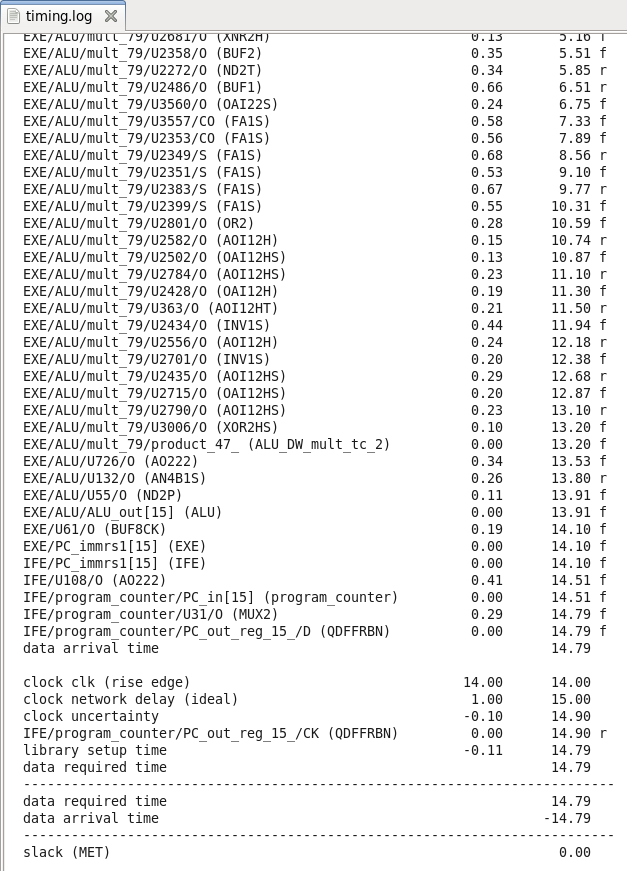 timing.log
EXE/ALU/mult_79/U2681/O (XNR2H) 0.13 5.16 f
EXE/ALU/mult_79/U2358/O (BUF2) 0.35 5.51 f
EXE/ALU/mult_79/U2272/O (ND2T) 0.34 5.85 r
EXE/ALU/mult_79/U2486/O (BUF1) 0.66 6.51 r
EXE/ALU/mult_79/U3560/O (OAI22S) 0.24 6.75 f
EXE/ALU/mult_79/U3557/CO (FA1S) 0.58 7.33 f
EXE/ALU/mult_79/U2353/CO (FA1S) 0.56 7.89 f
EXE/ALU/mult_79/U2349/S (FA1S) 0.68 8.56 r
EXE/ALU/mult_79/U2351/S (FA1S) 0.53 9.10 f
EXE/ALU/mult_79/U2383/S (FA1S) 0.67 9.77 r
EXE/ALU/mult_79/U2399/S (FA1S) 0.55 10.31 f
EXE/ALU/mult_79/U2801/O (OR2) 0.28 10.59 f
EXE/ALU/mult_79/U2582/O (AOI12H) 0.15 10.74 r
EXE/ALU/mult_79/U2502/O (OAI12HS) 0.13 10.87 f
EXE/ALU/mult_79/U2784/O (AOI12HS) 0.23 11.10 r
EXE/ALU/mult_79/U2428/O (OAI12H) 0.19 11.30 f
EXE/ALU/mult_79/U363/O (AOI12HT) 0.21 11.50 r
EXE/ALU/mult_79/U2434/O (INV1S) 0.44 11.94 f
EXE/ALU/mult_79/U2556/O (AOI12H) 0.24 12.18 r
EXE/ALU/mult_79/U2701/O (INV1S) 0.20 12.38 f
EXE/ALU/mult_79/U2435/O (AOI12HS) 0.29 12.68 r
EXE/ALU/mult_79/U2715/O (OAI12HS) 0.20 12.87 f
EXE/ALU/mult_79/U2790/O (AOI12HS) 0.23 13.10 r
EXE/ALU/mult_79/U3006/O (XOR2HS) 0.10 13.20 f
EXE/ALU/mult_79/product_47_ (ALU_DW_mult_tc_2) 0.00 13.20 f
EXE/ALU/U726/O (AO222) 0.34 13.53 f
EXE/ALU/U132/O (AN4B1S) 0.26 13.80 r
EXE/ALU/U55/O (ND2P) 0.11 13.91 f
EXE/ALU/ALU_out[15] (ALU) 0.00 13.91 f
EXE/U61/O (BUF8CK) 0.19 14.10 f
EXE/PC_immrs1[15] (EXE) 0.00 14.10 f
IFE/PC_immrs1[15] (IFE) 0.00 14.10 f
IFE/U108/O (AO222) 0.41 14.51 f
IFE/program_counter/PC_in[15] (program_counter) 0.00 14.51 f
IFE/program_counter/U31/O (MUX2) 0.29 14.79 f
IFE/program_counter/PC_out_reg_15_/D (QDFFRBN) 0.00 14.79 f
data arrival time 14.79
clock clk (rise edge) 14.00 14.00
clock network delay (ideal) 1.00 15.00
clock uncertainty -0.10 14.90
IFE/program_counter/PC_out_reg_15_/CK (QDFFRBN) 0.00 14.90 r
library setup time -0.11 14.79
data required time 14.79
---------------------------------------------------------------------------
data required time 14.79
data arrival time -14.79
---------------------------------------------------------------------------
slack (MET) 0.00